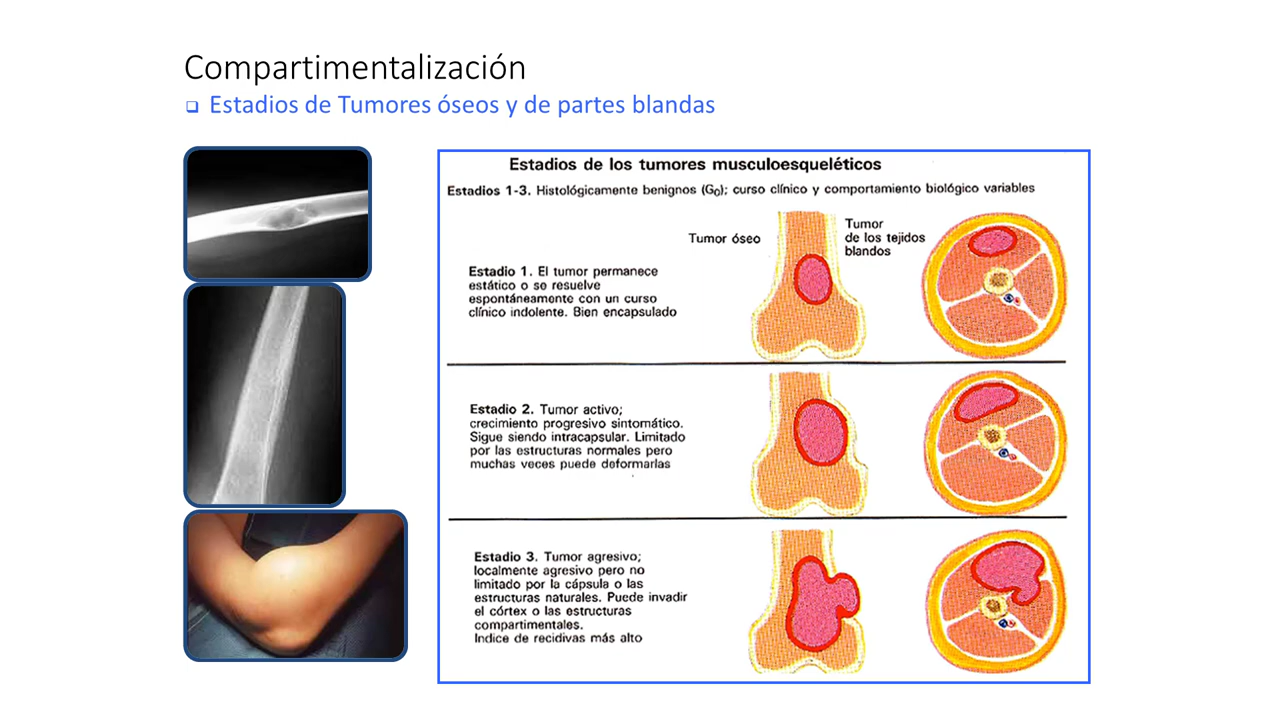 Compartimentalización
Estadios de Tumores óseos y de partes blandas
Estadios de los tumores musculoesqueléticos
Estadios 1-3. Histológicamente benignos (G₀); curso clínico y comportamiento biológico variables
Tumor óseo
Tumor
de los tejidos
blandos
Estadio 1. El tumor permanece
estático o se resuelve
espontáneamente con un curso
clínico indolente. Bien encapsulado
Estadio 2. Tumor activo;
crecimiento progresivo sintomático.
Sigue siendo intracapsular. Limitado
por las estructuras normales pero
muchas veces puede deformarlas
Estadio 3. Tumor agresivo;
localmente agresivo pero no
limitado por la cápsula o las
estructuras naturales. Puede invadir
el córtex o las estructuras
compartimentales.
Indice de recidivas más alto